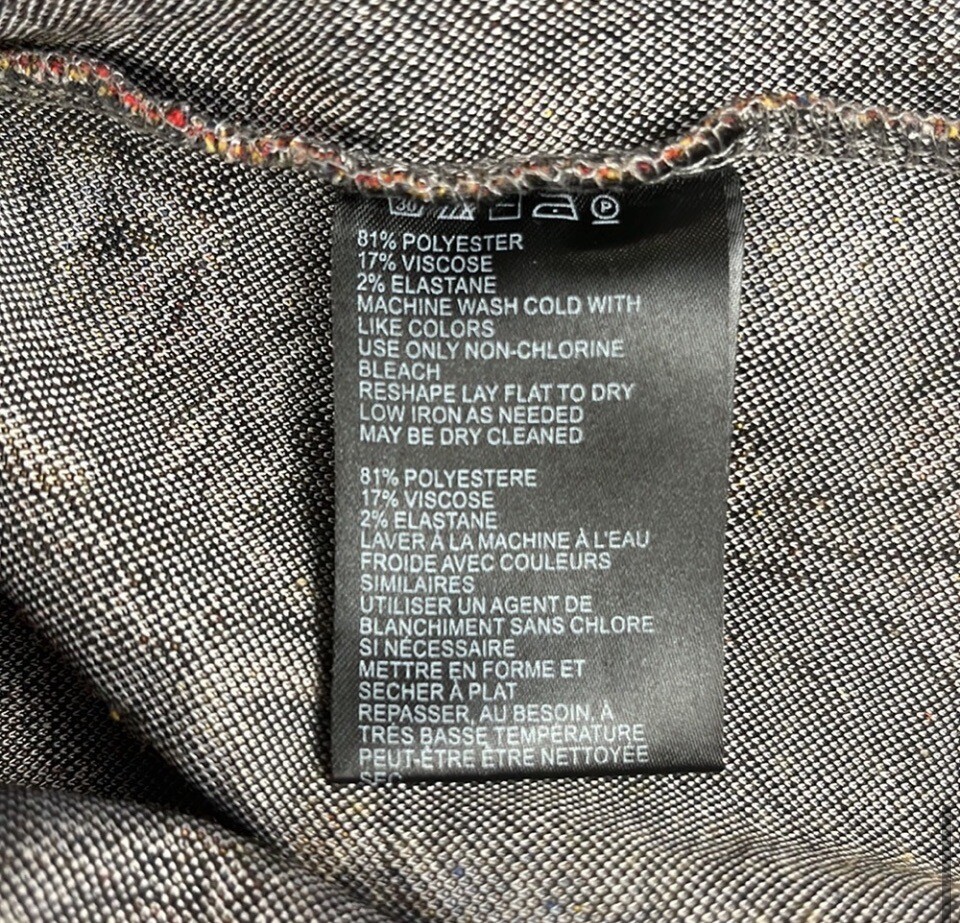 30 P
81% POLYESTER
17% VISCOSE
2% ELASTANE
MACHINE WASH COLD WITH
LIKE COLORS
USE ONLY NON-CHLORINE
BLEACH
RESHAPE LAY FLAT TO DRY
LOW IRON AS NEEDED
MAY BE DRY CLEANED
81% POLYESTERE
17% VISCOSE
2% ELASTANE
LAVER À LA MACHINE À L'EAU
FROIDE AVEC COULEURS
SIMILAIRES
UTILISER UN AGENT DE
BLANCHIMENT SANS CHLORE
SI NÉCESSAIRE
METTRE EN FORME ET
SECHER À PLAT
REPASSER, AU BESOIN, À
TRÈS BASSE TEMPÉRATURE
PEUT-ÊTRE ÊTRE NETTOYÉE
SEC